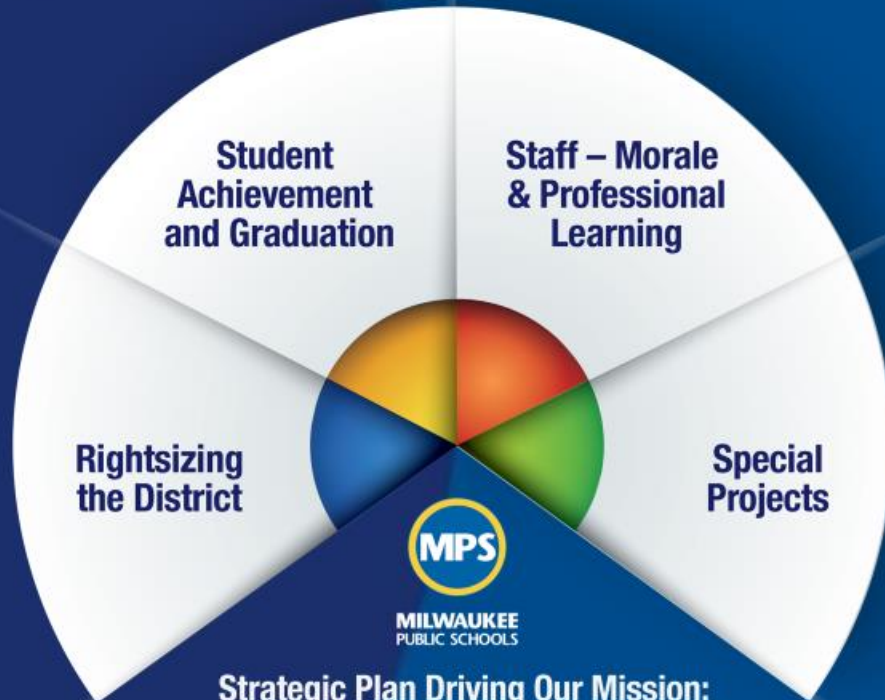 Student
Achievement
and Graduation
Staff – Morale
& Professional
Learning
Rightsizing
the District
Special
Projects
MPS
MILWAUKEE
PUBLIC SCHOOLS
Strategic Plan Driving Our Mission: